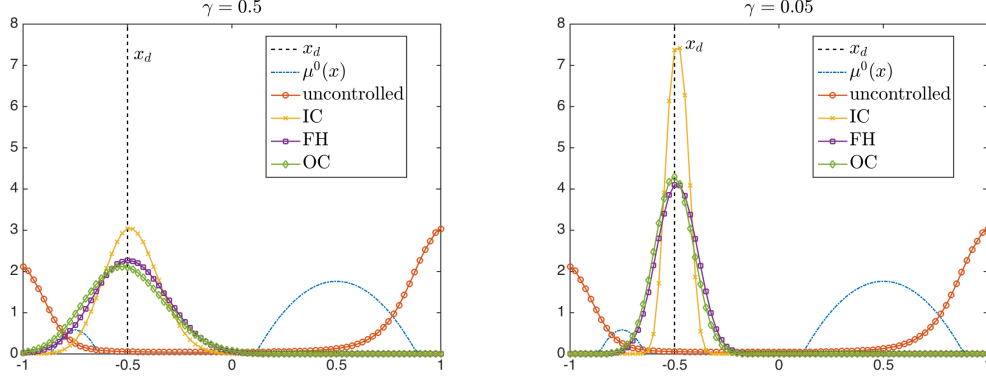 γ = 0.5
8
7
6
5
4
3
2
1
0
-1
-0.5
0
0.5
1
x_d
x_d
μ⁰(x)
uncontrolled
IC
FH
OC
γ = 0.05
8
7
6
5
4
3
2
1
0
-1
-0.5
0
0.5
1
x_d
x_d
μ⁰(x)
uncontrolled
IC
FH
OC